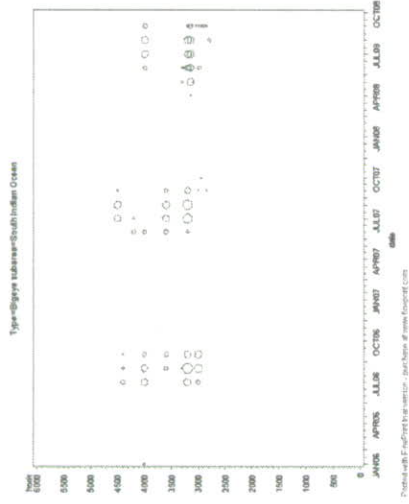 Type=Bigeye subarea=South Indian Ocean
6000
5500
5000
4500
4000
3500
3000
2500
2000
1500
1000
500
0
JAN06
APR06
JUL06
OCT06
JAN07
APR07
JUL07
OCT07
JAN08
APR08
JUL08
OCT08
date